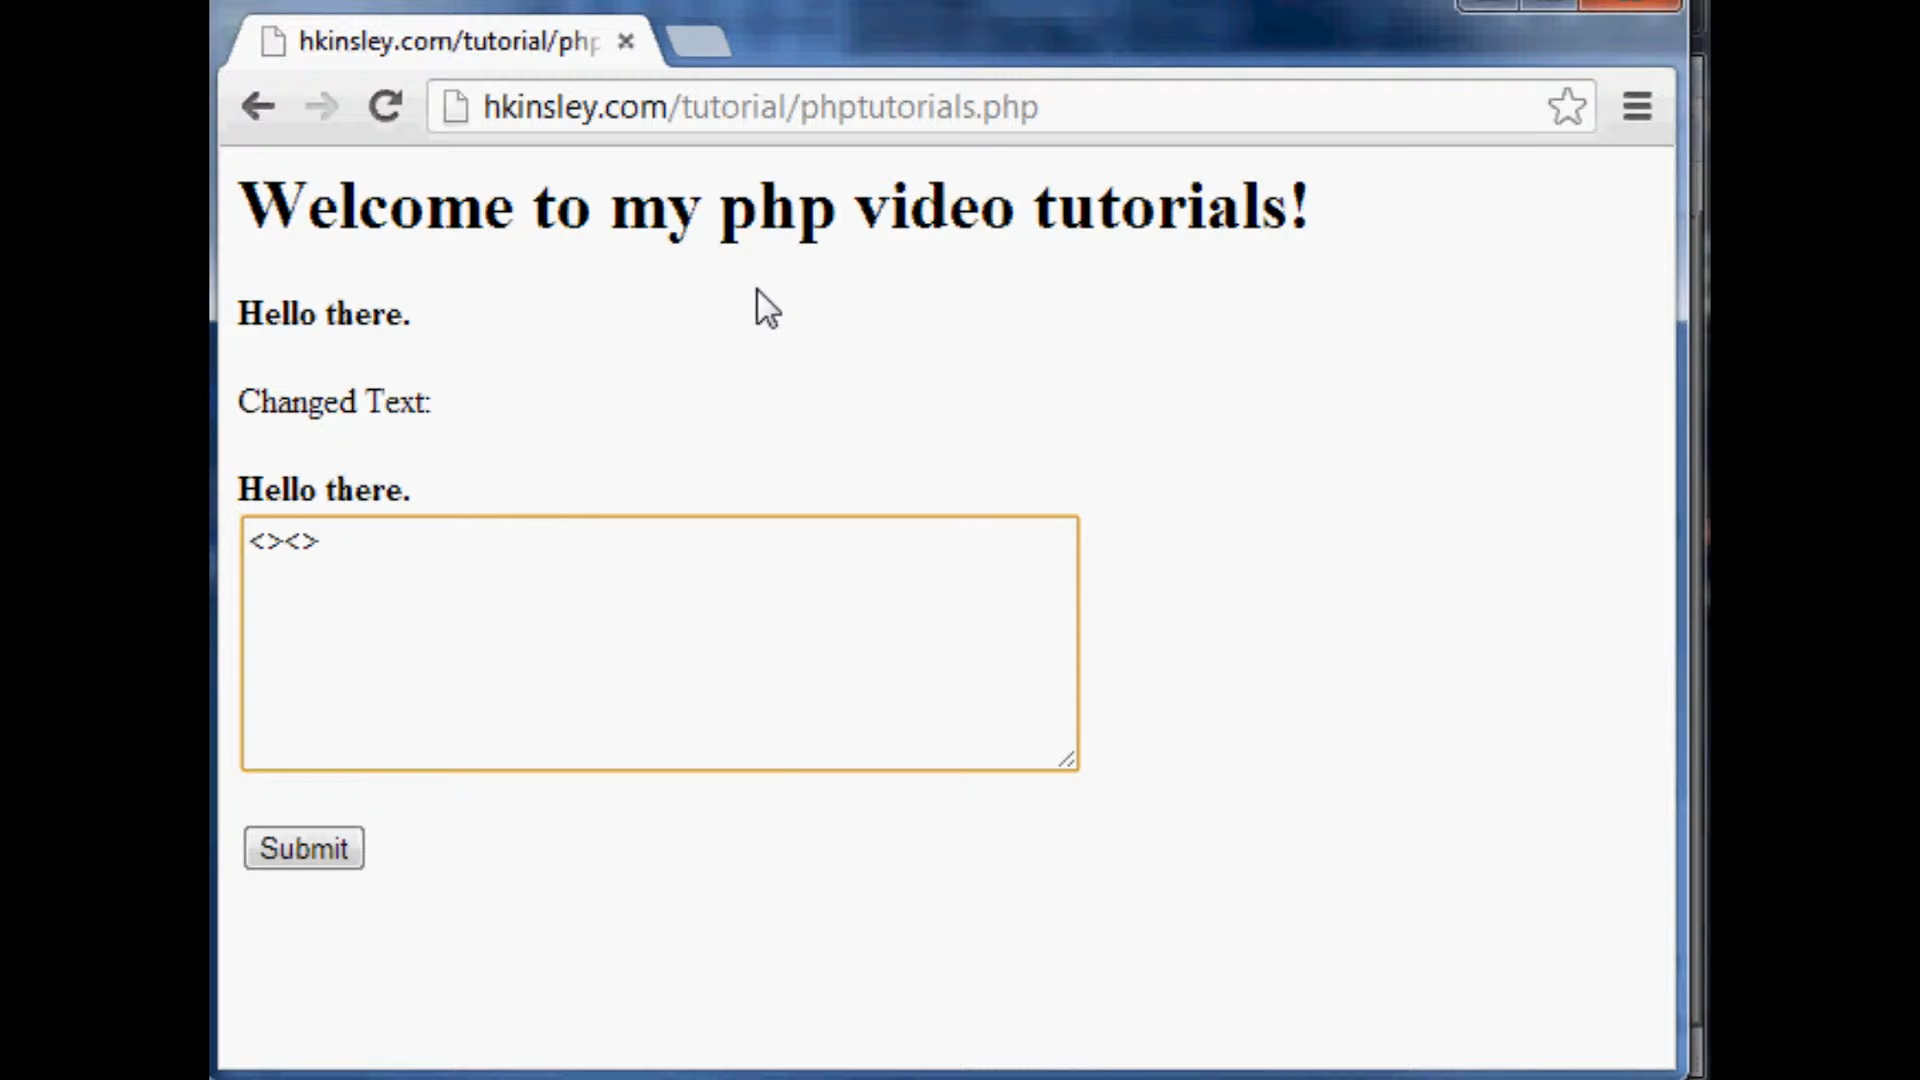 hkinsley.com/tutorial/php
hkinsley.com/tutorial/phptutorials.php
Welcome to my php video tutorials!
Hello there.
Changed Text:
Hello there.
<><>
Submit